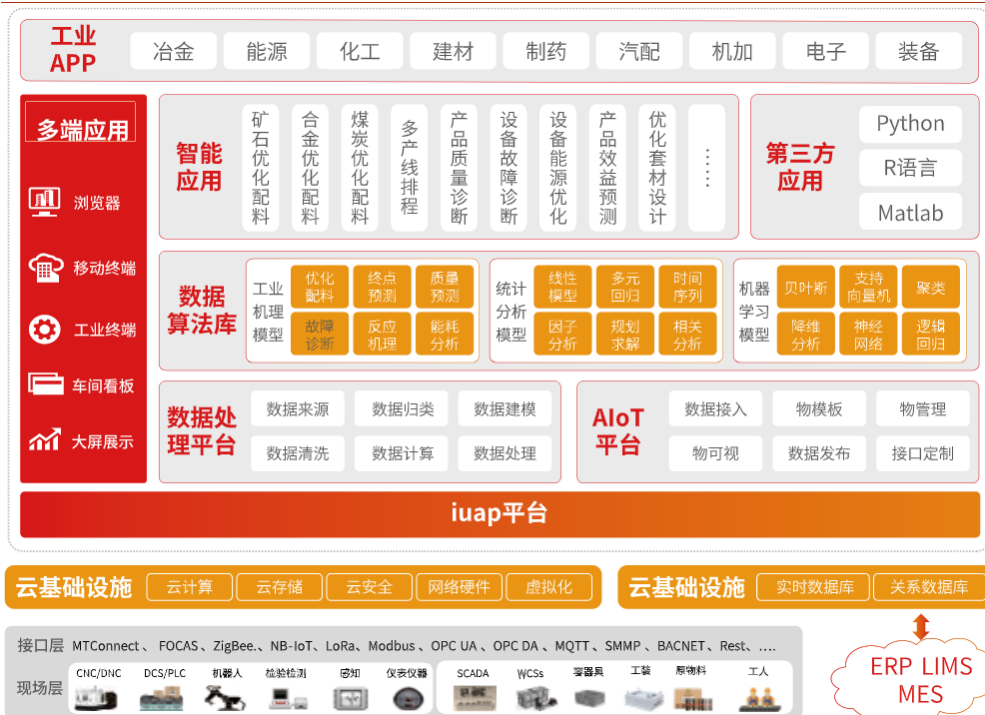 工业
APP
冶金
能源
化工
建材
制药
汽配
机加
电子
装备
多端应用
浏览器
移动终端
工业终端
车间看板
大屏展示
智能
应用
矿石优化配料
合金优化配料
煤炭优化配料
多产线排程
产品质量诊断
设备故障诊断
设备能源优化
产品效益预测
优化套材设计
……
第三方
应用
Python
R语言
Matlab
数据
算法库
工业
机理
模型
优化
配料
终点
预测
质量
预测
故障
诊断
反应
机理
能耗
分析
统计
分析
模型
线性
模型
多元
回归
时间
序列
因子
分析
规划
求解
相关
分析
机器
学习
模型
贝叶斯
支持
向量机
聚类
降维
分析
神经
网络
逻辑
回归
数据处
理平台
数据来源
数据归类
数据建模
数据清洗
数据计算
数据处理
AIoT
平台
数据接入
物模板
物管理
物可视
数据发布
接口定制
iuap平台
云基础设施
云计算
云存储
云安全
网络硬件
虚拟化
云基础设施
实时数据库
关系数据库
接口层 MTConnect 、 FOCAS 、ZigBee.、NB-IoT、LoRa、Modbus 、OPC UA 、OPC DA 、MQTT 、SMMP 、BACNET、Rest、....
现场层
CNC/DNC
DCS/PLC
机器人
检验检测
感知
仪表仪器
SCADA
WCSs
容器具
工装
原物料
工人
ERP LIMS
MES